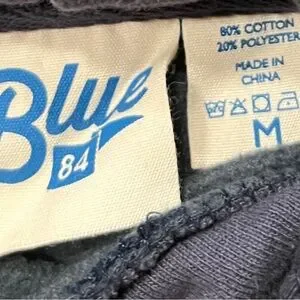 Blue
84
80% COTTON
20% POLYESTER
MADE IN
CHINA
M